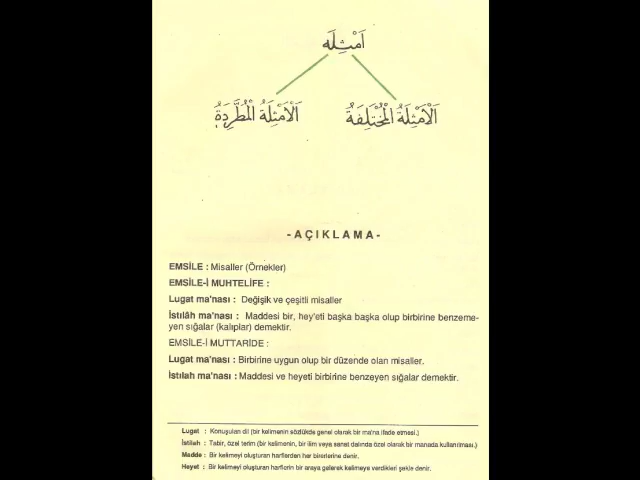 اَمْثِلَه
اَلْاَمْثِلَةُ الْمُخْتَلِفَةُ اَلْاَمْثِلَةُ الْمُطَّرِدَةُ
-AÇIKLAMA-
EMSİLE : Misaller (Örnekler)
EMSİLE-İ MUHTELİFE :
Lugat ma'nası : Değişik ve çeşitli misaller
İstılâh ma'nası : Maddesi bir, hey'eti başka başka olup birbirine benzeme-
yen sığalar (kalıplar) demektir.
EMSİLE-İ MUTTARİDE :
Lugat ma'nası : Birbirine uygun olup bir düzende olan misaller.
İstılah ma'nası : Maddesi ve heyeti birbirine benzeyen sığalar demektir.
Lugat : Konuşulan dil (bir kelimenin sözlükde genel olarak bir ma'na ifade etmesi.)
İstilah : Tabir, özel terim (bir kelimenin, bir ilim veya sanat dalında özel olarak bir manada kullanılması.)
Madde : Bir kelimeyi oluşturan harflerden her birerlerine denir.
Heyet : Bir kelimeyi oluşturan harflerin bir araya gelerek kelimeye verdikleri şekle denir.